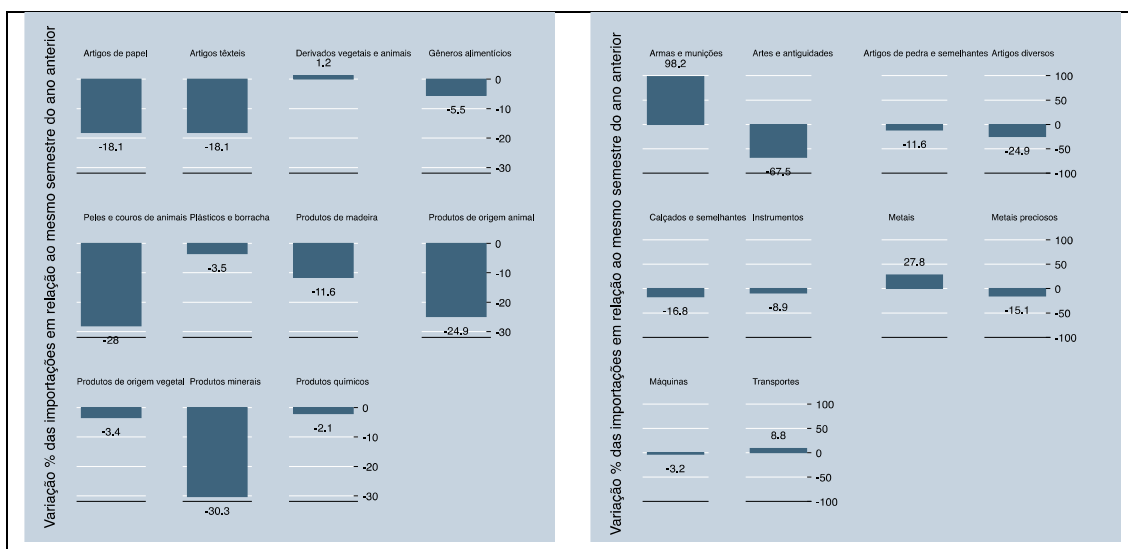 Variação % das importações em relação ao mesmo semestre do ano anterior
Artigos de papel Artigos têxteis Derivados vegetais e animais Gêneros alimentícios
1.2
0
-10
-20
-30
-18.1 -18.1 -5.5
Peles e couros de animais Plásticos e borracha Produtos de madeira Produtos de origem animal
0
-10
-20
-30
-28 -3.5 -11.6 -24.9
Produtos de origem vegetal Produtos minerais Produtos químicos
0
-10
-20
-30
-3.4 -30.3 -2.1
Variação % das importações em relação ao mesmo semestre do ano anterior
Armas e munições Artes e antiguidades Artigos de pedra e semelhantes Artigos diversos
98.2
100
50
0
-50
-100
-67.5 -11.6 -24.9
Calçados e semelhantes Instrumentos Metais Metais preciosos
100
50
0
-50
-100
-16.8 -8.9 27.8 -15.1
Máquinas Transportes
100
50
0
-50
-100
-3.2 8.8